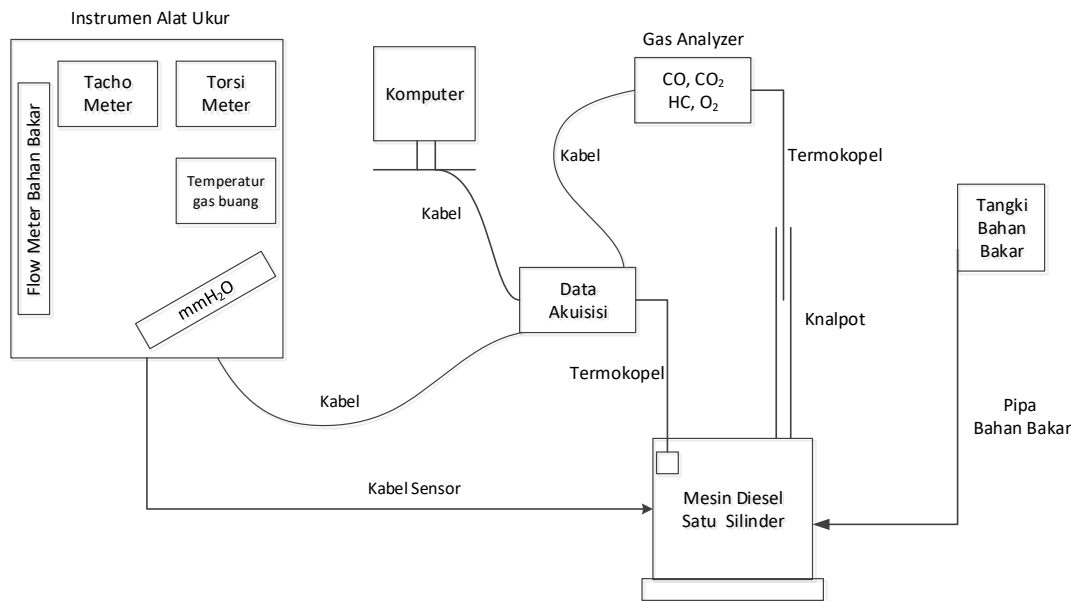 Instrumen Alat Ukur
Flow Meter Bahan Bakar
Tacho
Meter
Torsi
Meter
Temperatur
gas buang
mmH₂O
Komputer
Kabel
Gas Analyzer
CO, CO₂
HC, O₂
Kabel
Termokopel
Data
Akuisisi
Termokopel
Kabel
Kabel Sensor
Knalpot
Tangki
Bahan
Bakar
Pipa
Bahan Bakar
Mesin Diesel
Satu Silinder